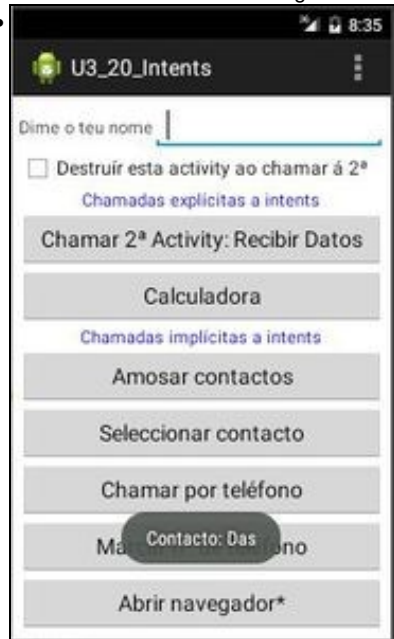 8:35
U3_20_Intents
Dime o teu nome
Destruír esta activity ao chamar á 2ª
Chamadas explícitas a intents
Chamar 2ª Activity: Recibir Datos
Calculadora
Chamadas implícitas a intents
Amosar contactos
Seleccionar contacto
Chamar por teléfono
Contacto: Das
Abrir navegador*